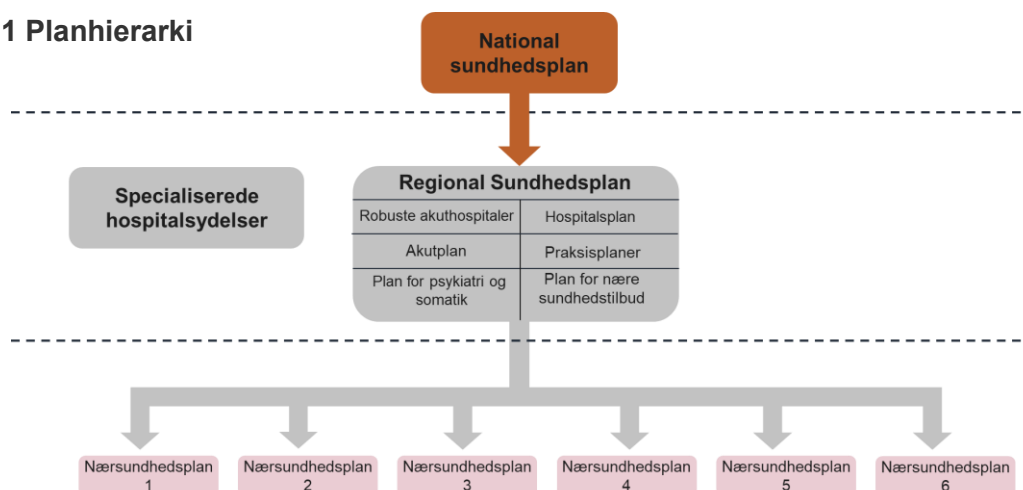 1 Planhierarki
National
sundhedsplan
Specialiserede
hospitalsydelser
Regional Sundhedsplan
Robuste akuthospitaler
Hospitalsplan
Akutplan
Praksisplaner
Plan for psykiatri og
somatik
Plan for nære
sundhedstilbud
Nærsundhedsplan
1
Nærsundhedsplan
2
Nærsundhedsplan
3
Nærsundhedsplan
4
Nærsundhedsplan
5
Nærsundhedsplan
6